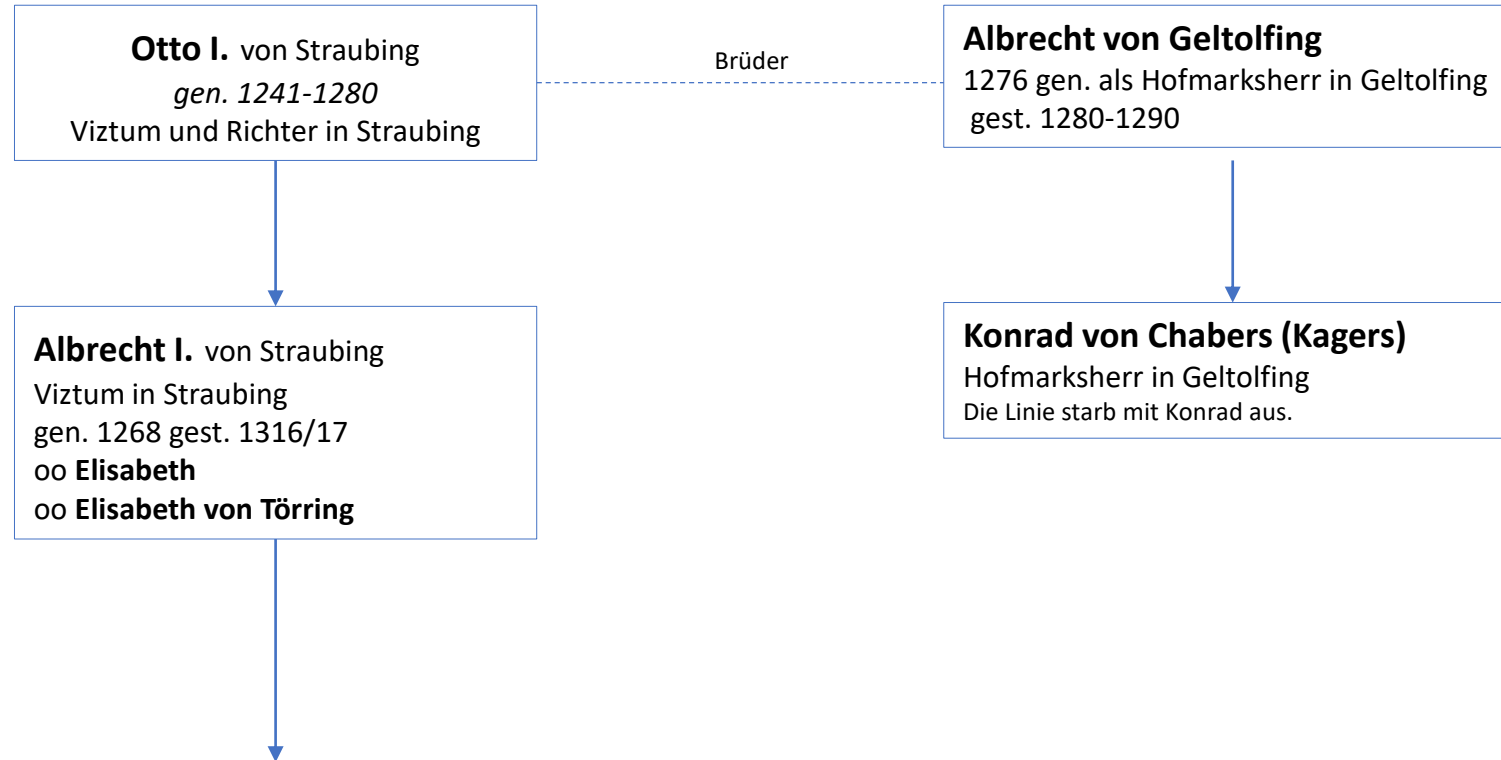 Otto I. von Straubing
gen. 1241-1280
Viztum und Richter in Straubing
Brüder
Albrecht von Geltolfing
1276 gen. als Hofmarksherr in Geltolfing
gest. 1280-1290
Albrecht I. von Straubing
Viztum in Straubing
gen. 1268 gest. 1316/17
oo Elisabeth
oo Elisabeth von Törring
Konrad von Chabers (Kagers)
Hofmarksherr in Geltolfing
Die Linie starb mit Konrad aus.